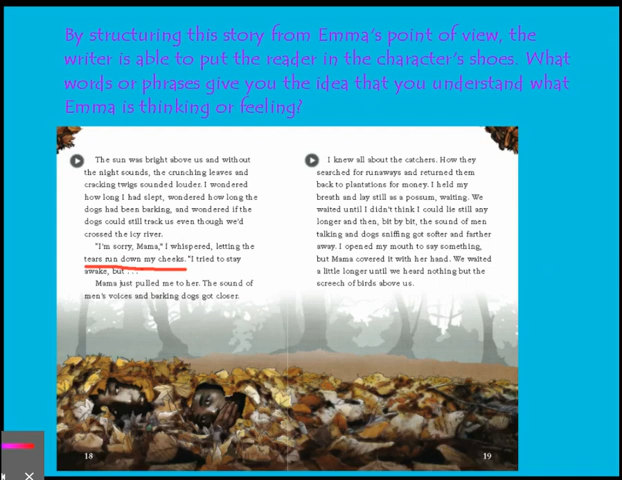 By structuring this story from Emma's point of view, the
writer is able to put the reader in the character's shoes. What
words or phrases give you the idea that you understand what
Emma is thinking or feeling?
The sun was bright above us and without
the night sounds, the crunching leaves and
cracking twigs sounded louder. I wondered
how long I had slept, wondered how long the
dogs had been barking, and wondered if the
dogs could still track us even though we'd
crossed the icy river.
"I'm sorry, Mama," I whispered, letting the
tears run down my cheeks. "I tried to stay
awake, but . . .
Mama just pulled me to her. The sound of
men's voices and barking dogs got closer.
18
I knew all about the catchers. How they
searched for runaways and returned them
back to plantations for money. I held my
breath and lay still as a possum, waiting. We
waited until I didn't think I could lie still any
longer and then, bit by bit, the sound of men
talking and dogs sniffing got softer and farther
away. I opened my mouth to say something,
but Mama covered it with her hand. We waited
a little longer until we heard nothing but the
screech of birds above us.
19